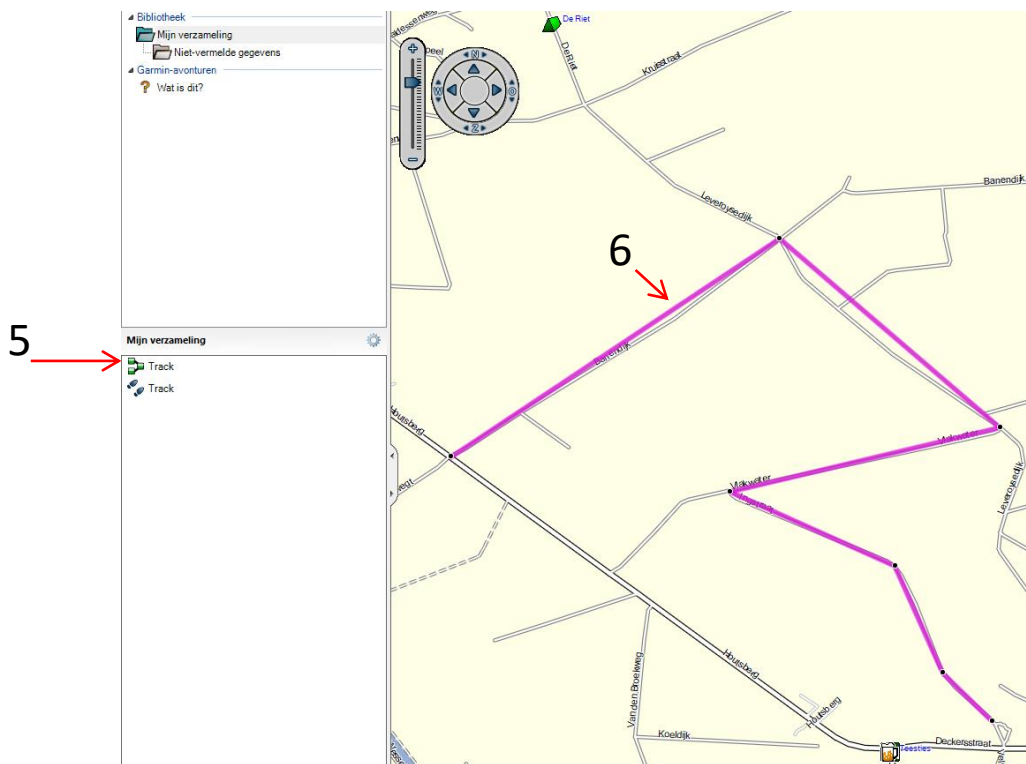 Bibliotheek
Mijn verzameling
Niet-vermelde gegevens
Garmin-avonturen
? Wat is dit?
5
Mijn verzameling
Track
Track
N
W
O
Z
De Riet
De Riet
Kruisstraat
Leveroysedijk
Banendijk
6
Banendijk
Houtsberg
Vlakwater
Vlakwater
Leveroysedijk
Houtsberg
Houtsberg
Van den Broekweg
Koeldijk
Deckersstraat